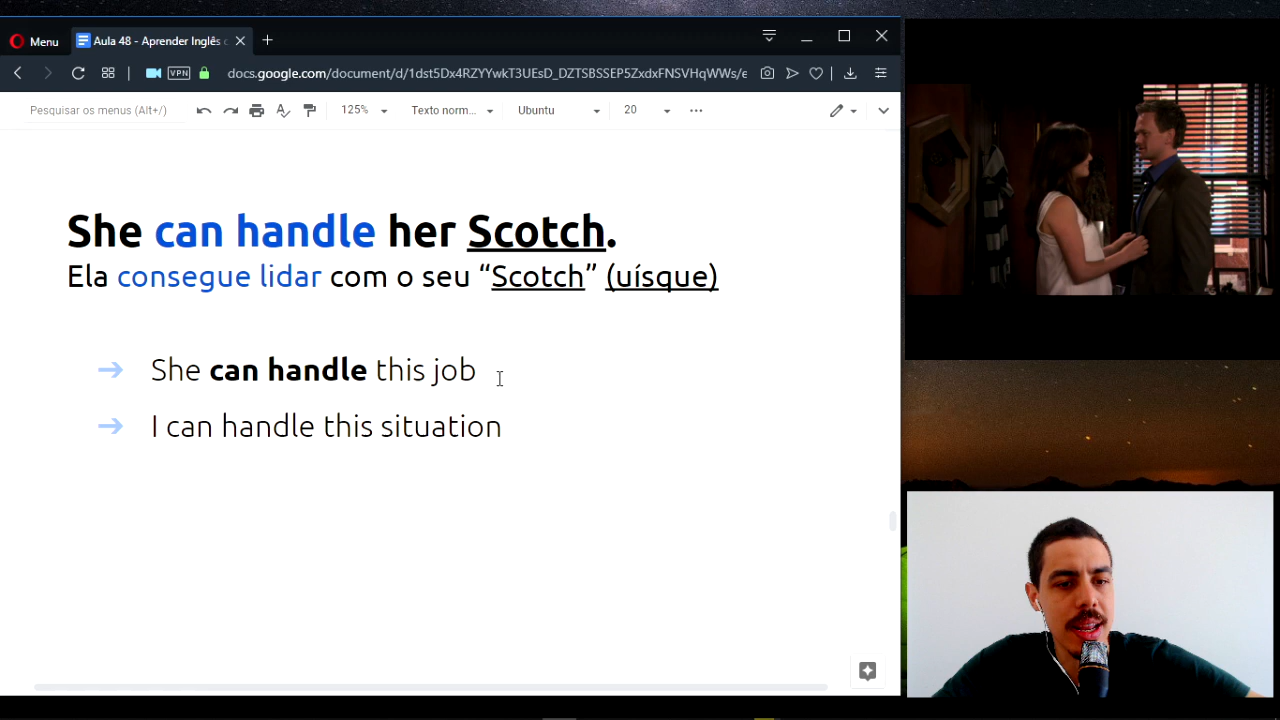 Menu
Aula 48 - Aprender Inglês c
VPN
docs.google.com/document/d/1dst5Dx4RZYYwkT3UEsD_DZTSBSSEP5ZxdxFNSVHqWWs/e
Pesquisar os menus (Alt+/)
125%
Texto norm...
Ubuntu
20
She can handle her Scotch.
Ela consegue lidar com o seu “Scotch” (uísque)
She can handle this job
I can handle this situation